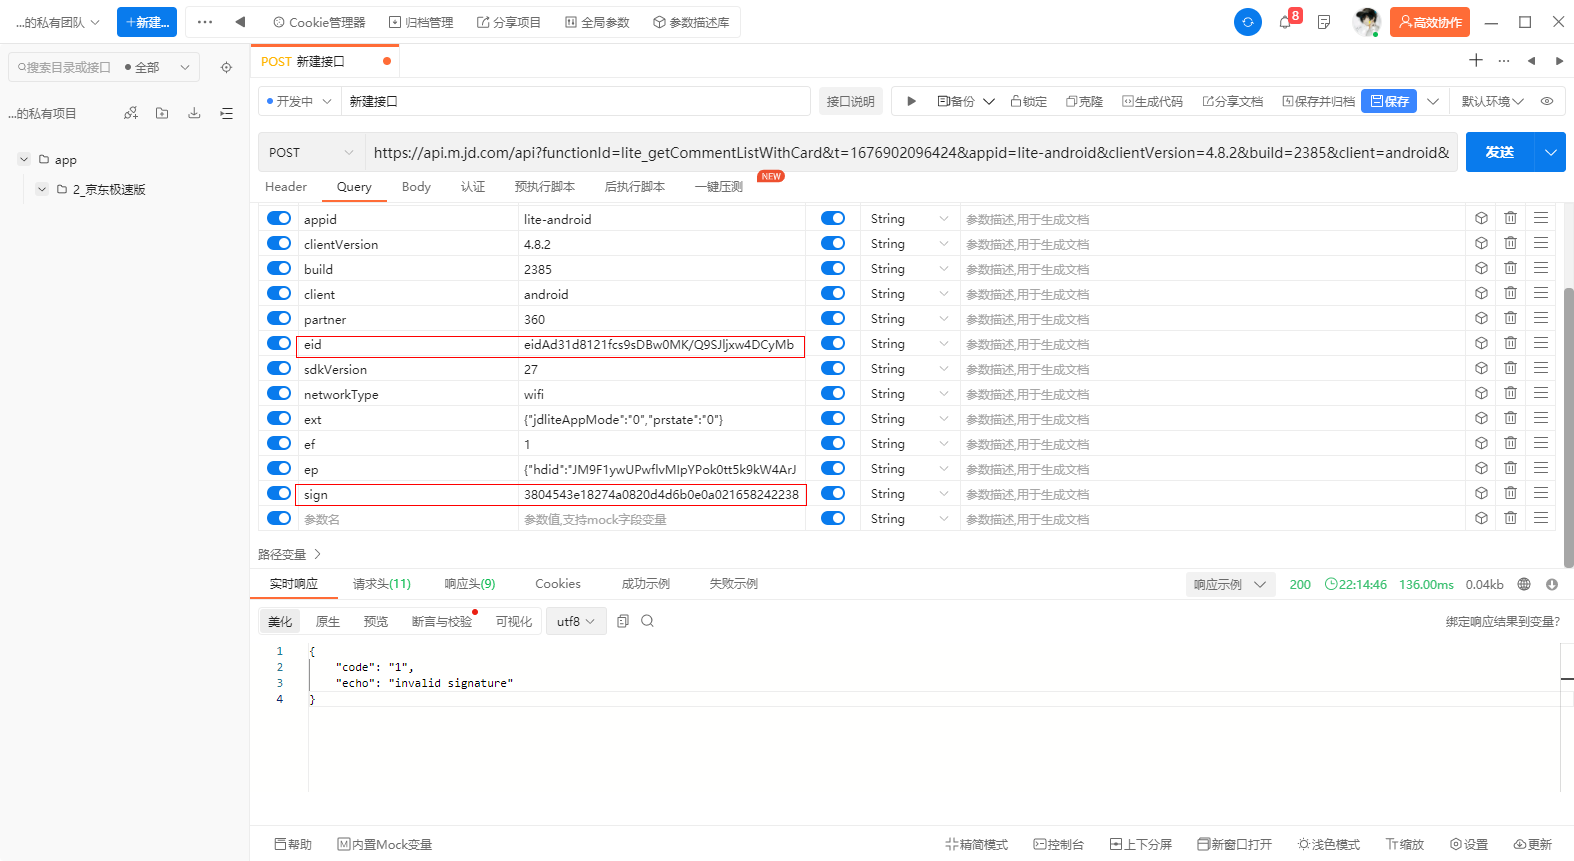 ...的私有团队 +新建... ··· Cookie管理器 归档管理 分享项目 全局参数 参数描述库 8 高效协作
搜索目录或接口 全部
POST 新建接口
...的私有项目
开发中 新建接口 接口说明 备份 锁定 克隆 生成代码 分享文档 保存并归档 保存 默认环境
app
2_京东极速版
POST https://api.m.jd.com/api?functionId=lite_getCommentListWithCard&t=1676902096424&appid=lite-android&clientVersion=4.8.2&build=2385&client=android& 发送
Header Query Body 认证 预执行脚本 后执行脚本 一键压测 NEW
appid lite-android String 参数描述,用于生成文档
clientVersion 4.8.2 String 参数描述,用于生成文档
build 2385 String 参数描述,用于生成文档
client android String 参数描述,用于生成文档
partner 360 String 参数描述,用于生成文档
eid eidAd31d8121fcs9sDBw0MK/Q9SJljxw4DCyMb String 参数描述,用于生成文档
sdkVersion 27 String 参数描述,用于生成文档
networkType wifi String 参数描述,用于生成文档
ext {"jdliteAppMode":"0","prstate":"0"} String 参数描述,用于生成文档
ef 1 String 参数描述,用于生成文档
ep {"hdid":"JM9F1ywUPwflvMIpYPok0tt5k9kW4ArJ String 参数描述,用于生成文档
sign 3804543e18274a0820d4d6b0e0a021658242238 String 参数描述,用于生成文档
参数名 参数值,支持mock字段变量 String 参数描述,用于生成文档
路径变量
实时响应 请求头(11) 响应头(9) Cookies 成功示例 失败示例 响应示例 200 22:14:46 136.00ms 0.04kb
美化 原生 预览 断言与校验 可视化 utf8 绑定响应结果到变量?
1 {
2 "code": "1",
3 "echo": "invalid signature"
4 }
帮助 内置Mock变量 精简模式 控制台 上下分屏 新窗口打开 浅色模式 Tr缩放 设置 更新